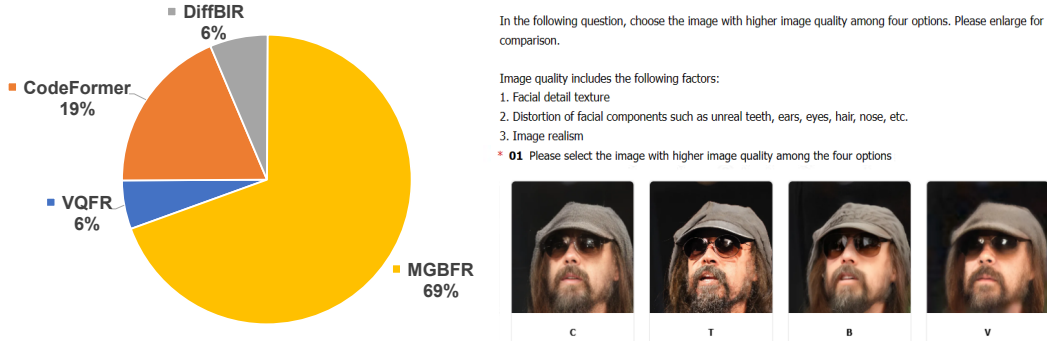 DiffBIR
6%
CodeFormer
19%
VQFR
6%
MGBFR
69%
In the following question, choose the image with higher image quality among four options. Please enlarge for
comparison.
Image quality includes the following factors:
1. Facial detail texture
2. Distortion of facial components such as unreal teeth, ears, eyes, hair, nose, etc.
3. Image realism
* 01 Please select the image with higher image quality among the four options
C T B V